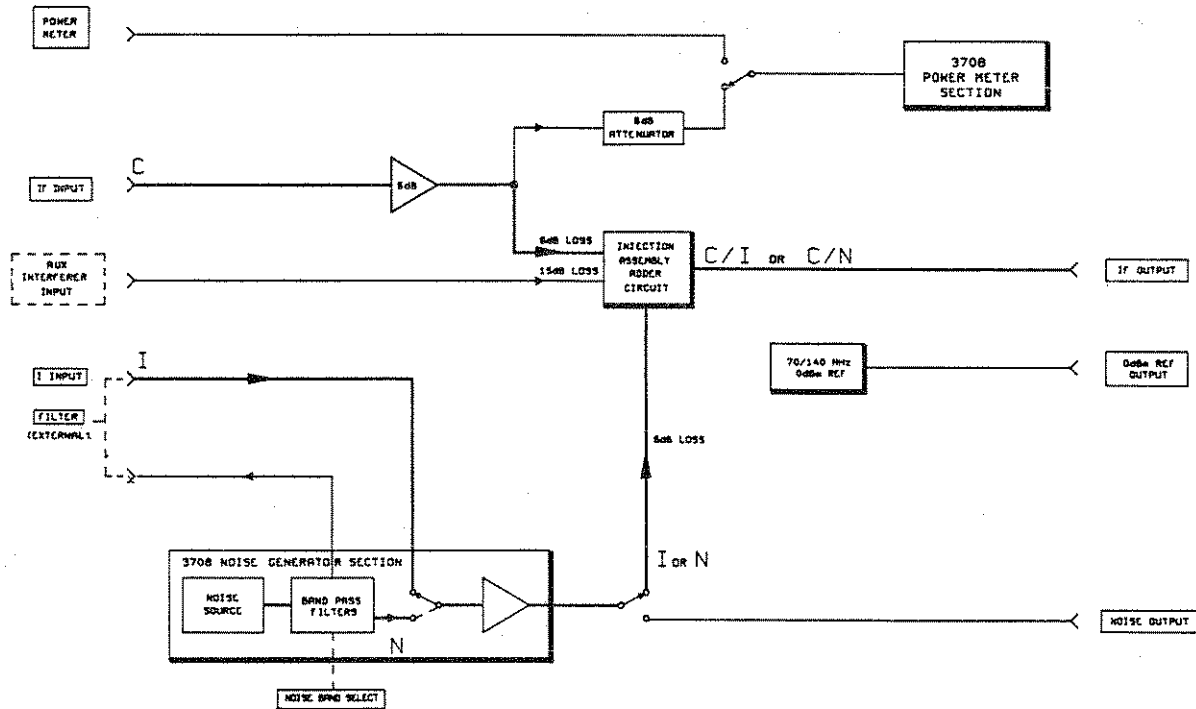 POWER
METER
3708
POWER METER
SECTION
6dB
ATTENUATOR
C
IF INPUT
6dB
6dB LOSS
15dB LOSS
INJECTION
ASSEMBLY
ADDER
CIRCUIT
C/I OR C/N
IF OUTPUT
AUX
INTERFERER
INPUT
I
I INPUT
FILTER
(EXTERNAL)
70/140 MHz
0dBm REF
0dBm REF
OUTPUT
6dB LOSS
3708 NOISE GENERATOR SECTION
I OR N
NOISE
SOURCE
BAND PASS
FILTERS
N
NOISE OUTPUT
NOISE BAND SELECT